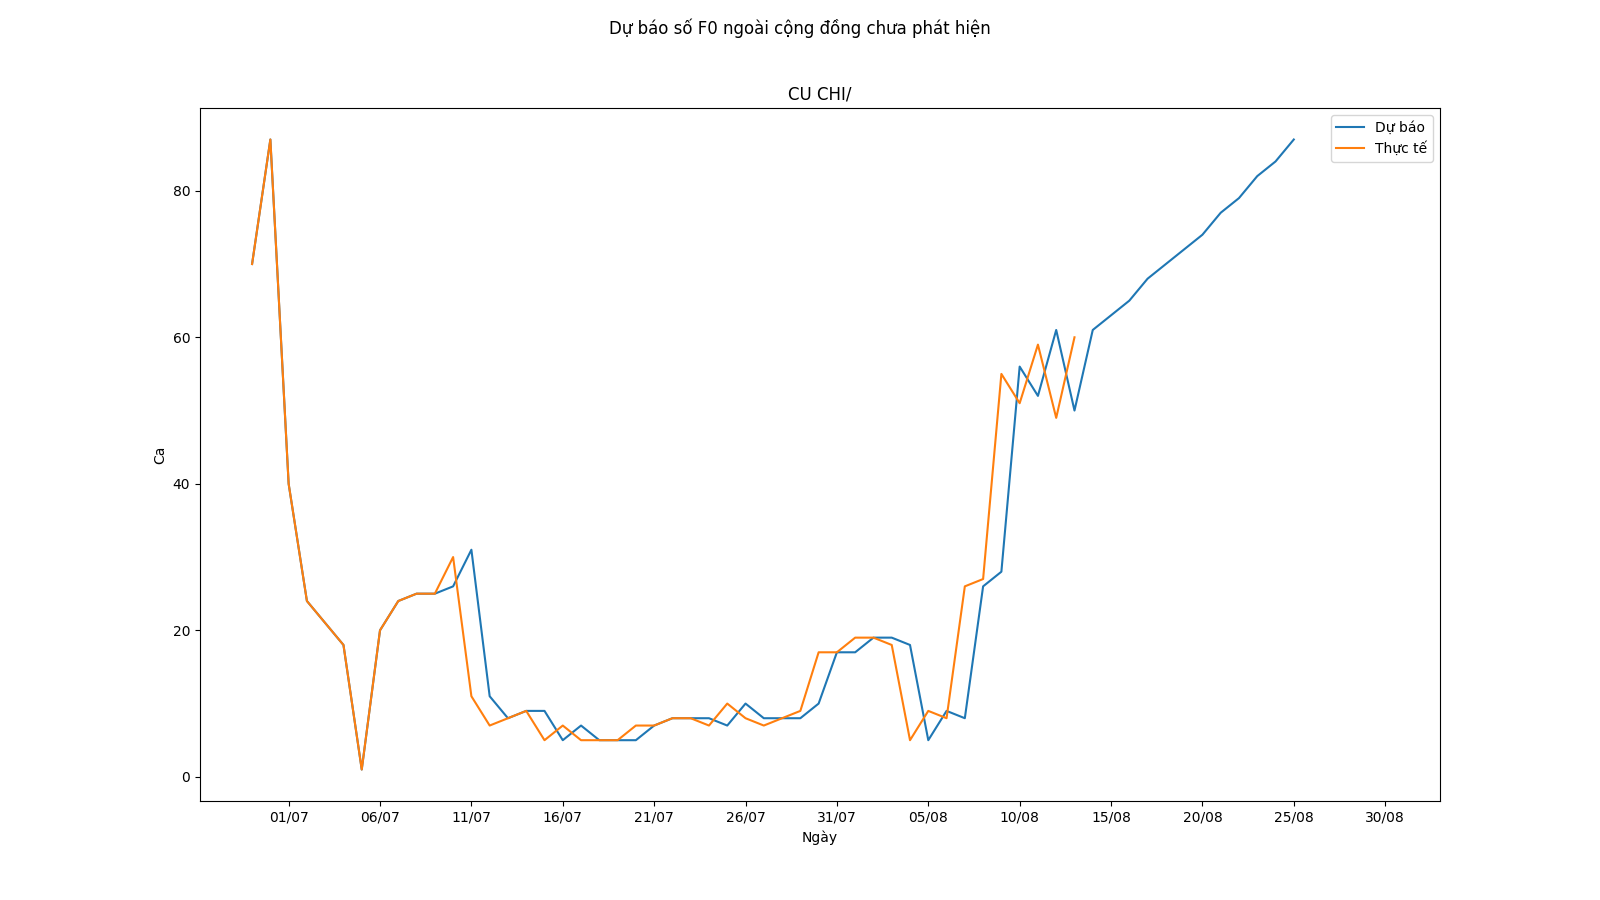 Dự báo số F0 ngoài cộng đồng chưa phát hiện
CU CHI/
Dự báo
Thực tế
80
60
40
20
0
Ca
01/07 06/07 11/07 16/07 21/07 26/07 31/07 05/08 10/08 15/08 20/08 25/08 30/08
Ngày